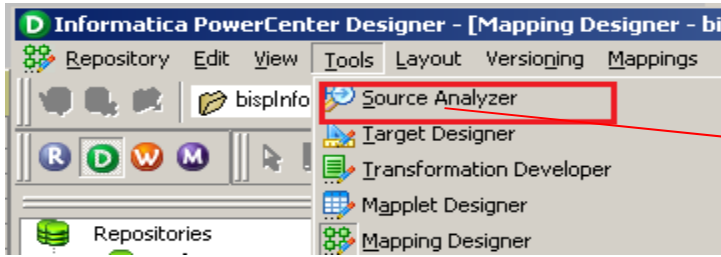 D Informatica PowerCenter Designer - [Mapping Designer - bi
Repository Edit View Tools Layout Versioning Mappings
bispInfo
Source Analyzer
Target Designer
R D W M
Transformation Developer
Mapplet Designer
Repositories
Mapping Designer